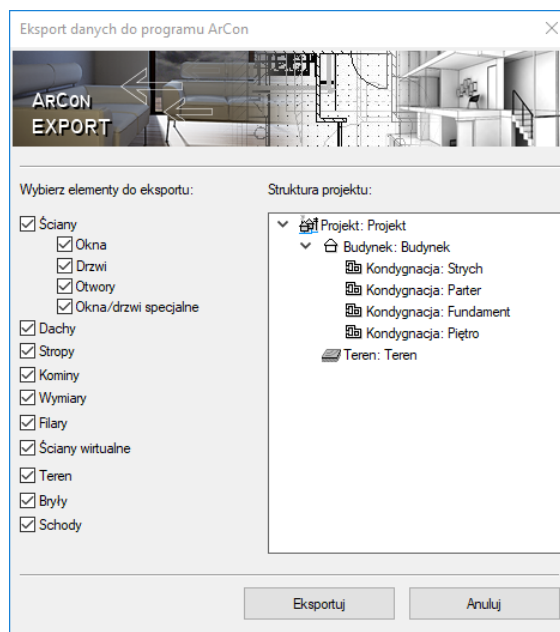 Eksport danych do programu ArCon
ARCON
EXPORT
Wybierz elementy do eksportu:
Ściany
Okna
Drzwi
Otwory
Okna/drzwi specjalne
Dachy
Stropy
Kominy
Wymiary
Filary
Ściany wirtualne
Teren
Bryły
Schody
Struktura projektu:
Projekt: Projekt
Budynek: Budynek
Kondygnacja: Strych
Kondygnacja: Parter
Kondygnacja: Fundament
Kondygnacja: Piętro
Teren: Teren
Eksportuj
Anuluj